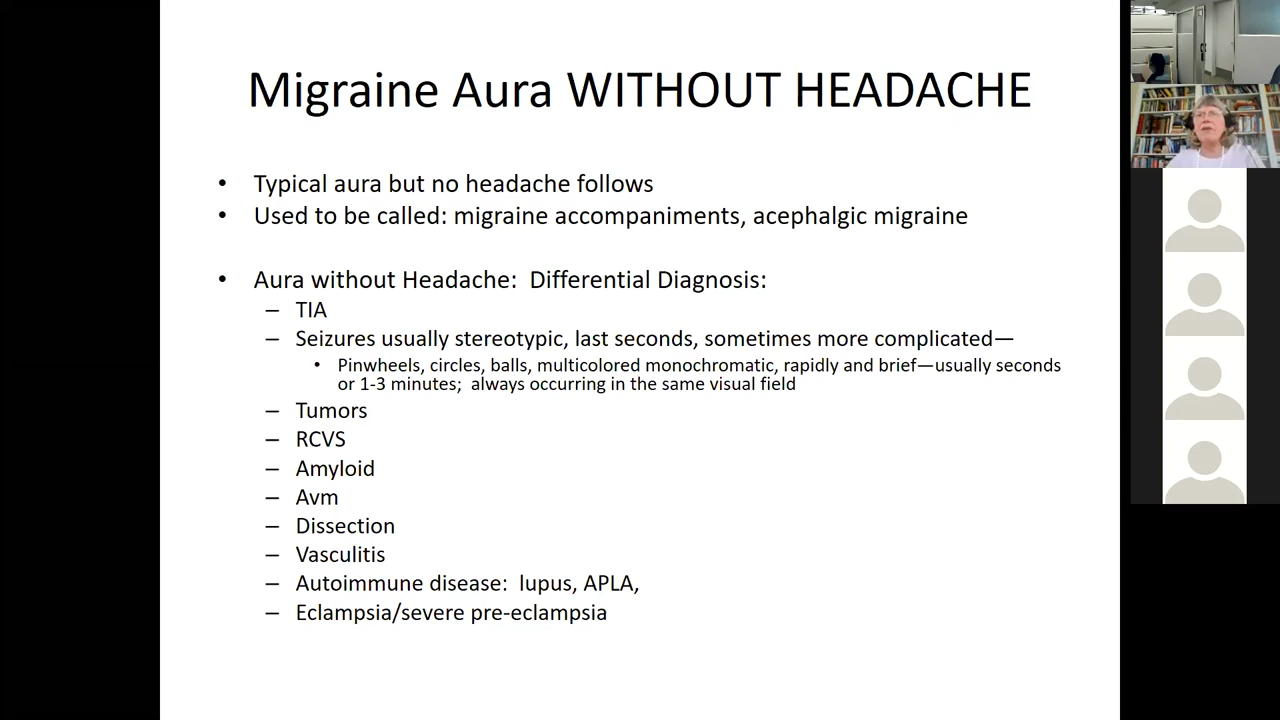 Migraine Aura WITHOUT HEADACHE
• Typical aura but no headache follows
• Used to be called: migraine accompaniments, acephalgic migraine
• Aura without Headache: Differential Diagnosis:
– TIA
– Seizures usually stereotypic, last seconds, sometimes more complicated—
• Pinwheels, circles, balls, multicolored monochromatic, rapidly and brief—usually seconds
or 1-3 minutes; always occurring in the same visual field
– Tumors
– RCVS
– Amyloid
– Avm
– Dissection
– Vasculitis
– Autoimmune disease: lupus, APLA,
– Eclampsia/severe pre-eclampsia